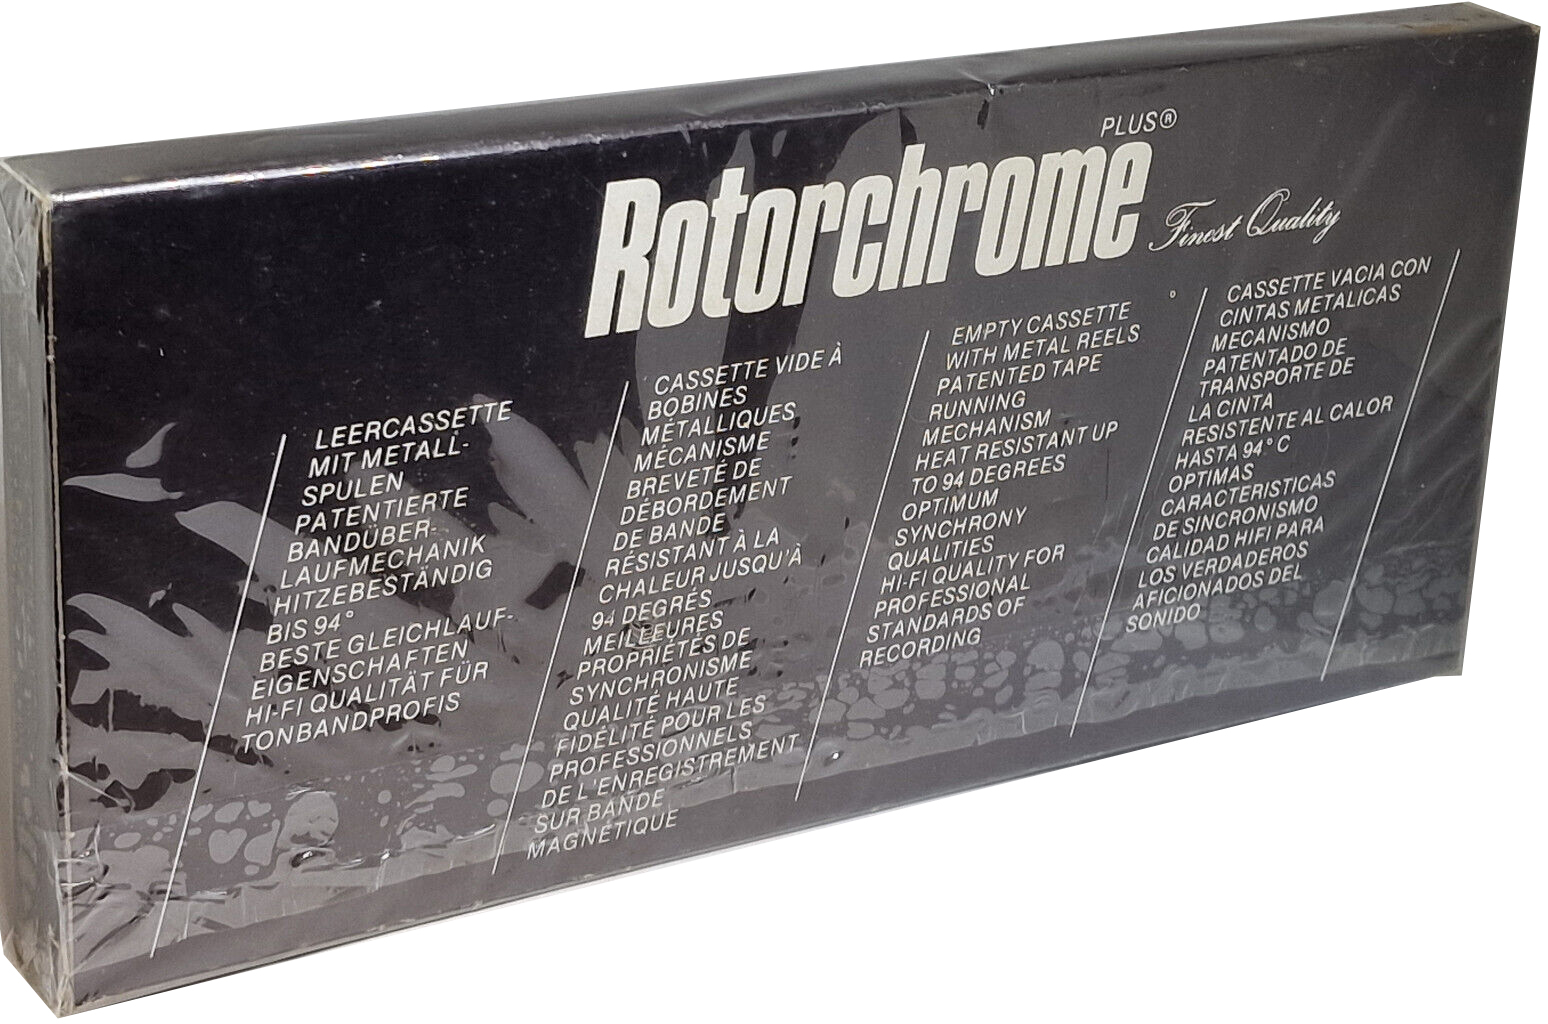 PLUS®
Rotorchrome
Finest Quality
LEERCASSETTE
MIT METALL-
SPULEN
PATENTIERTE
BANDÜBER-
LAUFMECHANIK
HITZEBESTÄNDIG
BIS 94°
BESTE GLEICHLAUF-
EIGENSCHAFTEN
HI-FI QUALITÄT FÜR
TONBANDPROFIS
CASSETTE VIDE À
BOBINES
MÉTALLIQUES
MÉCANISME
BREVETÉ DE
DÉBORDEMENT
DE BANDE
RÉSISTANT À LA
CHALEUR JUSQU'À
94 DEGRÉS
MEILLEURES
PROPRIÉTÉS DE
SYNCHRONISME
QUALITÉ HAUTE
FIDÉLITÉ POUR LES
PROFESSIONNELS
DE L'ENREGISTREMENT
SUR BANDE
MAGNÉTIQUE
EMPTY CASSETTE
WITH METAL REELS
PATENTED TAPE
RUNNING
MECHANISM
HEAT RESISTANT UP
TO 94 DEGREES
OPTIMUM
SYNCHRONY
QUALITIES
HI-FI QUALITY FOR
PROFESSIONAL
STANDARDS OF
RECORDING
CASSETTE VACIA CON
CINTAS METALICAS
MECANISMO
PATENTADO DE
TRANSPORTE DE
LA CINTA
RESISTENTE AL CALOR
HASTA 94° C
OPTIMAS
CARACTERISTICAS
DE SINCRONISMO
CALIDAD HIFI PARA
LOS VERDADEROS
AFICIONADOS DEL
SONIDO